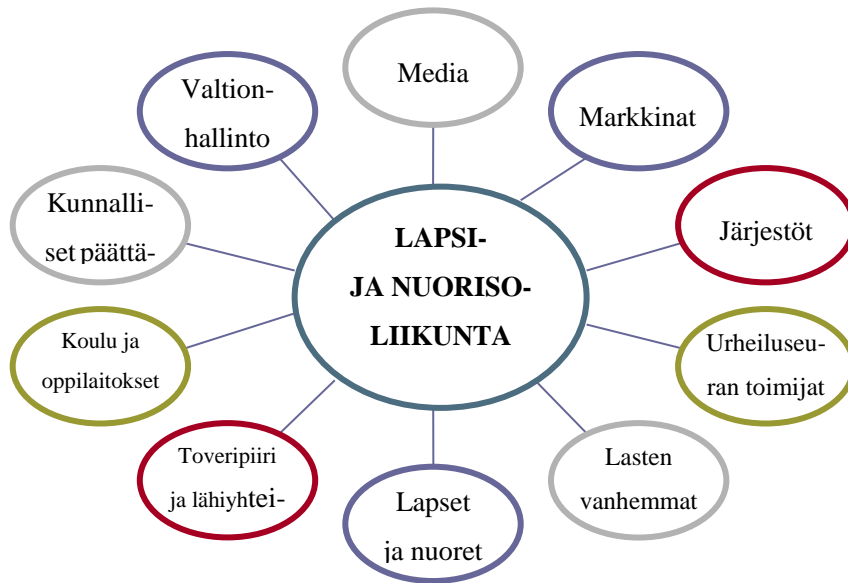 Media
Valtion-
hallinto
Markkinat
Kunnalli-
set päättä-
LAPSI-
JA NUORISO-
LIIKUNTA
Järjestöt
Koulu ja
oppilaitokset
Urheiluseu-
ran toimijat
Toveripiiri
ja lähiyhtei-
Lasten
vanhemmat
Lapset
ja nuoret